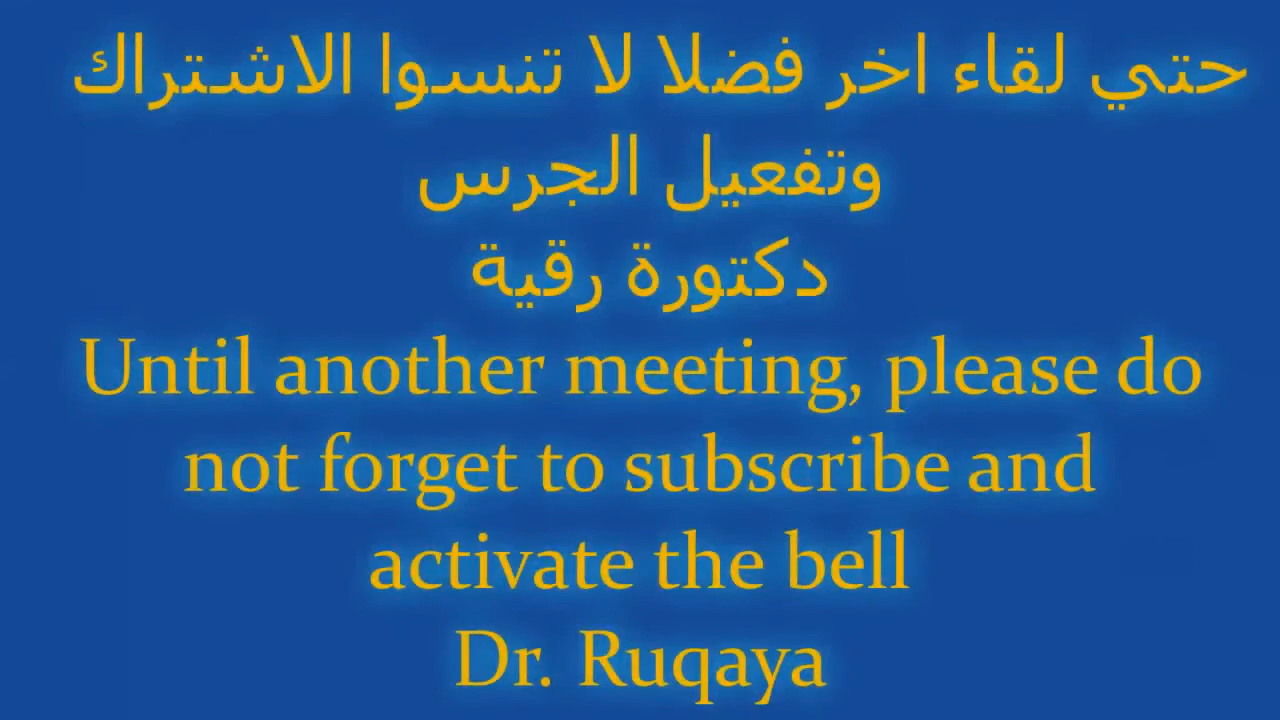 حتي لقاء اخر فضلا لا تنسوا الاشتراك
وتفعيل الجرس
دكتورة رقية
Until another meeting, please do
not forget to subscribe and
activate the bell
Dr. Ruqaya